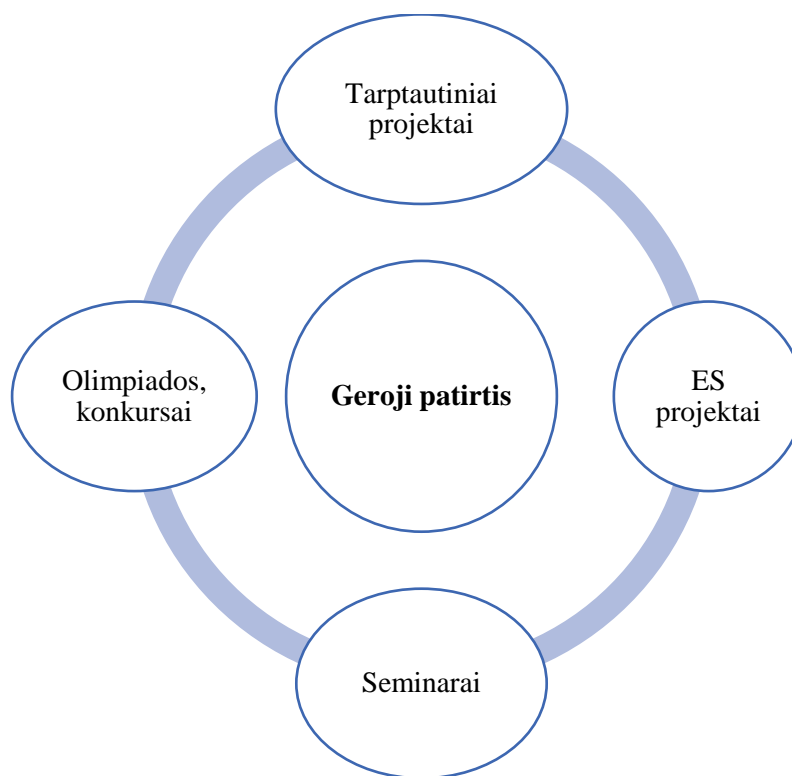 Tarptautiniai
projektai
Olimpiados,
konkursai
Geroji patirtis
ES
projektai
Seminarai